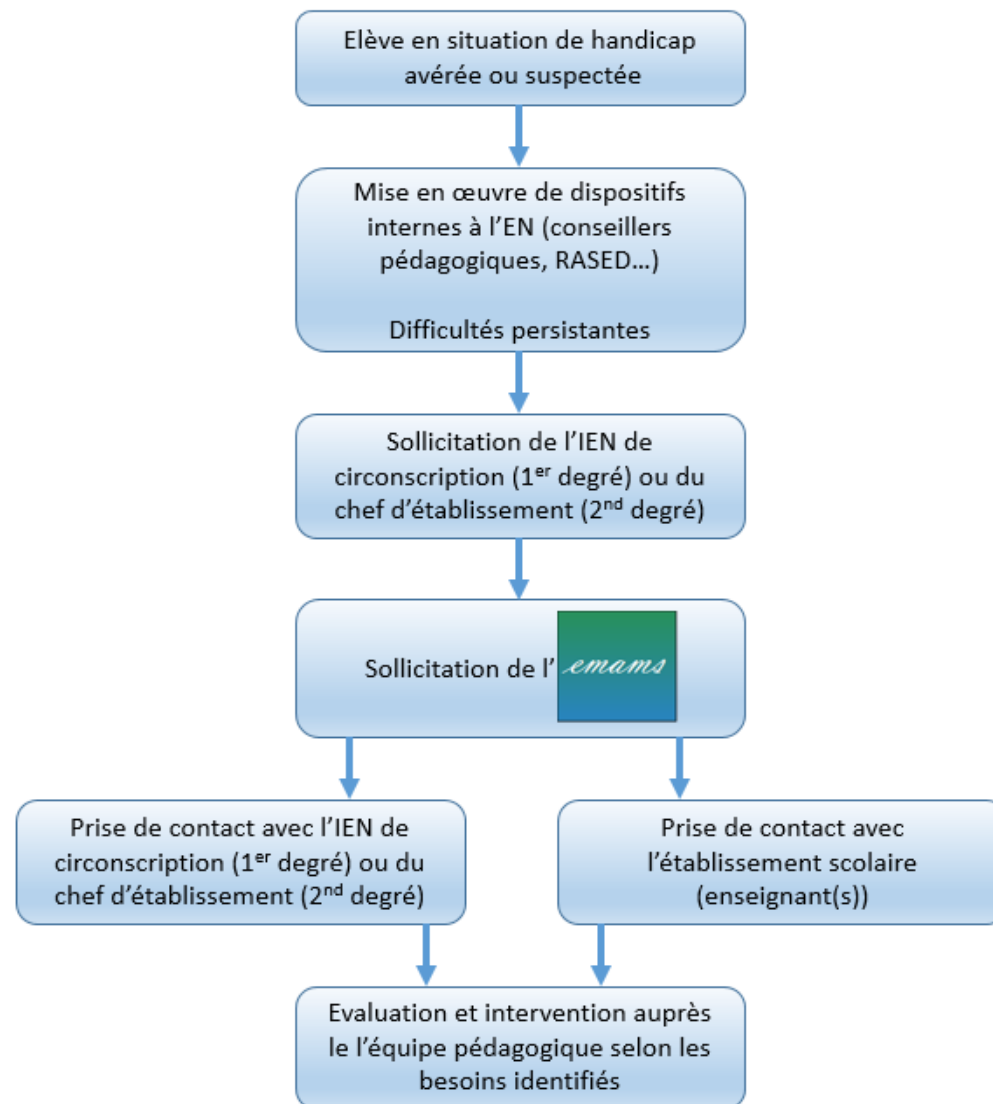 Elève en situation de handicap
avérée ou suspectée
Mise en œuvre de dispositifs
internes à l’EN (conseillers
pédagogiques, RASED…)
Difficultés persistantes
Sollicitation de l’IEN de
circonscription (1er degré) ou du
chef d’établissement (2nd degré)
Sollicitation de l’ emams
Prise de contact avec l’IEN de
circonscription (1er degré) ou du
chef d’établissement (2nd degré)
Prise de contact avec
l’établissement scolaire
(enseignant(s))
Evaluation et intervention auprès
le l’équipe pédagogique selon les
besoins identifiés